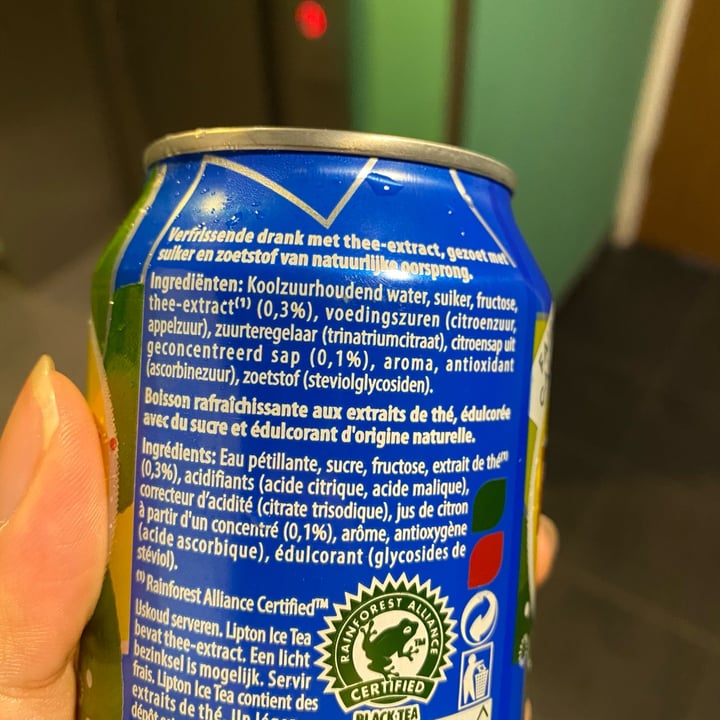 Verfrissende drank met thee-extract, gezoet met
suiker en zoetstof van natuurlijke oorsprong.
Ingrediënten: Koolzuurhoudend water, suiker, fructose,
thee-extract⁽¹⁾ (0,3%), voedingszuren (citroenzuur,
appelzuur), zuurteregelaar (trinatriumcitraat), citroensap uit
geconcentreerd sap (0,1%), aroma, antioxidant
(ascorbinezuur), zoetstof (steviolglycosiden).
Boisson rafraîchissante aux extraits de thé, édulcorée
avec du sucre et édulcorant d'origine naturelle.
Ingrédients: Eau pétillante, sucre, fructose, extrait de thé⁽¹⁾
(0,3%), acidifiants (acide citrique, acide malique),
correcteur d'acidité (citrate trisodique), jus de citron
à partir d'un concentré (0,1%), arôme, antioxygène
(acide ascorbique), édulcorant (glycosides de
stéviol).
⁽¹⁾ Rainforest Alliance Certified™
IJskoud serveren. Lipton Ice Tea
bevat thee-extract. Een licht
bezinksel is mogelijk. Servir
frais. Lipton Ice Tea contient des
extraits de thé. Un léger
dépôt
RAINFOREST ALLIANCE
TM
CERTIFIED
BLACK TEA